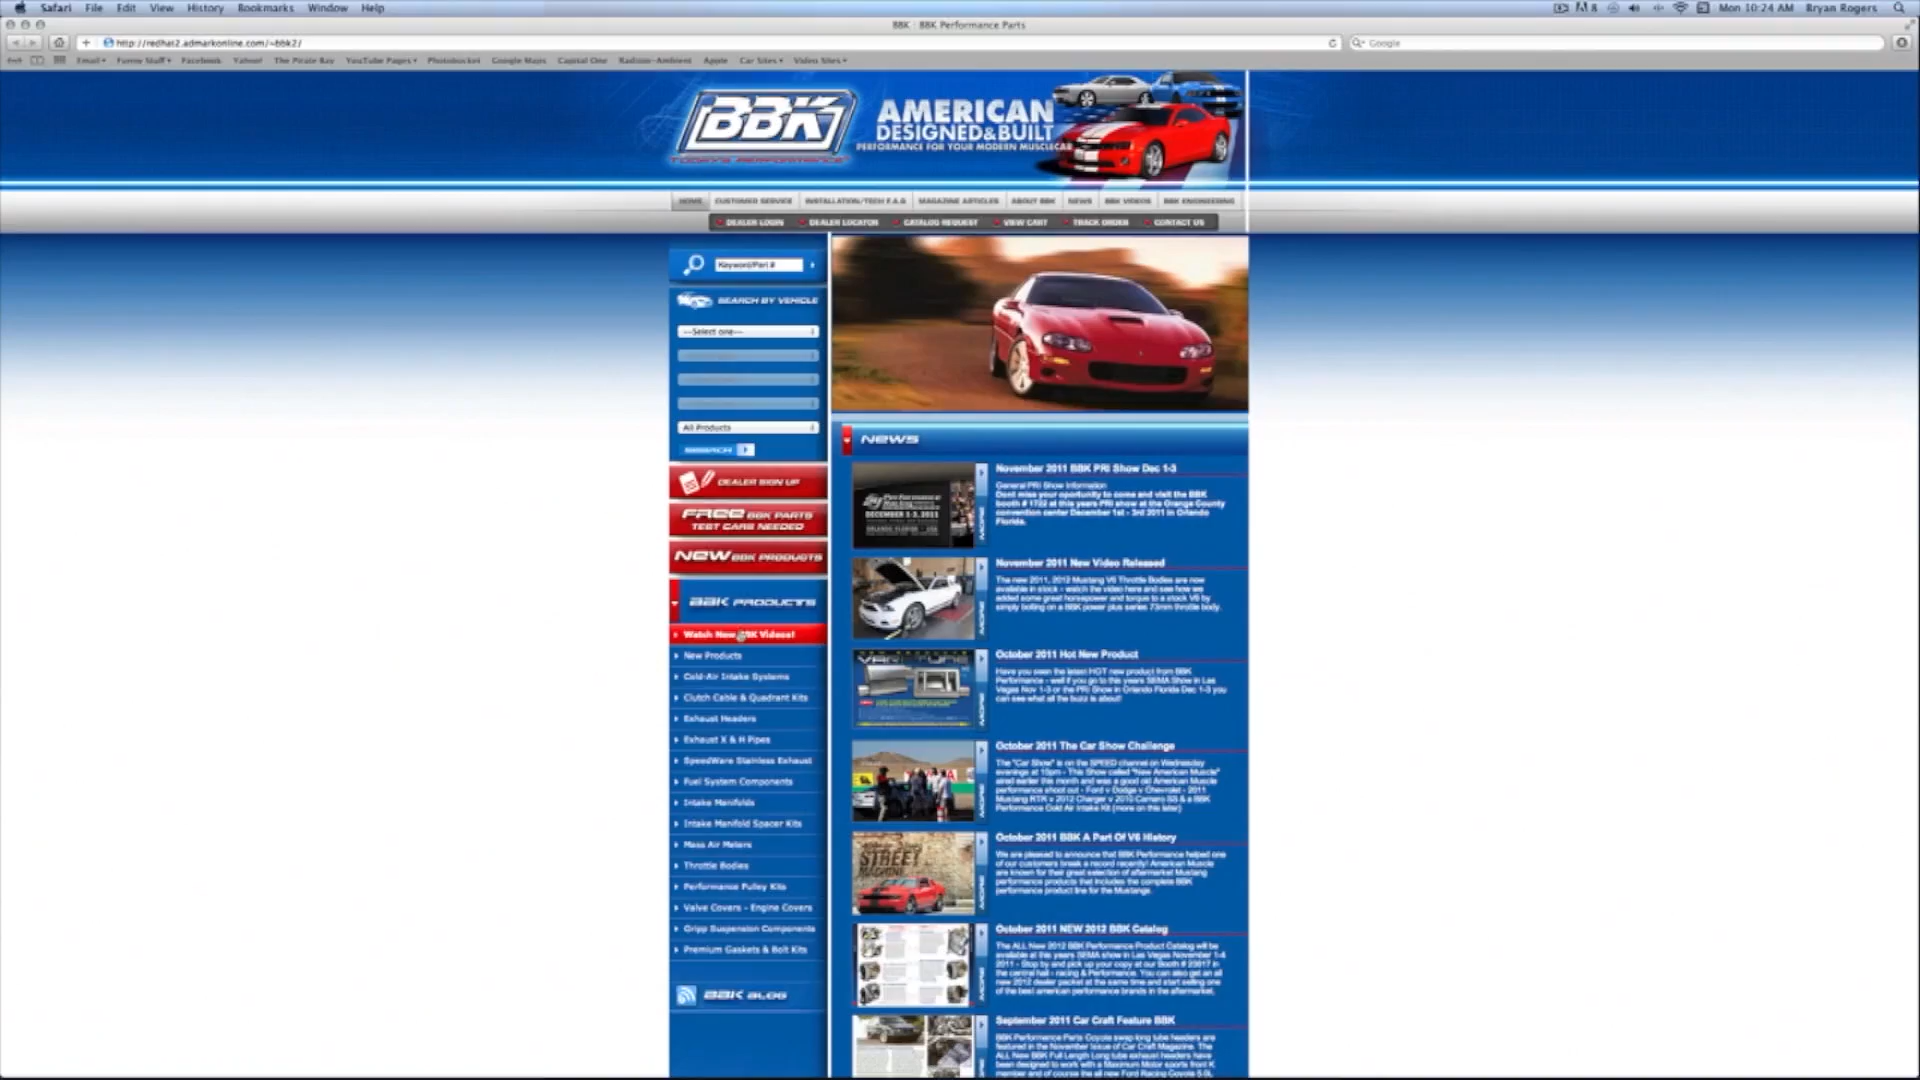 Safari File Edit View History Bookmarks Window Help
Mon 10:24 AM Bryan Rogers
BBK - BBK Performance Parts
http://redhat2.admarkonline.com/~bbk2/
Google
Email Funny Stuff Facebook Yahoo! The Pirate Bay YouTube Pages Photobucket Google Maps Capital One Radiate-Ambient Apple Car Sites Video Sites
BBK
TODAY'S PERFORMANCE
AMERICAN
DESIGNED & BUILT
PERFORMANCE FOR YOUR MODERN MUSCLECAR
HOME CUSTOMER SERVICE INSTALLATION/TECH F.A.Q MAGAZINE ARTICLES ABOUT BBK NEWS BBK VIDEOS BBK ENGINEERING
DEALER LOGIN DEALER LOCATOR CATALOG REQUEST VIEW CART TRACK ORDER CONTACT US
Keyword/Part #
SEARCH BY VEHICLE
---Select one---
All Products
SEARCH
DEALER SIGN UP
FREE BBK PARTS
TEST CARS NEEDED
NEW BBK PRODUCTS
BBK PRODUCTS
Watch New BBK Videos!
New Products
Cold-Air Intake Systems
Clutch Cable & Quadrant Kits
Exhaust Headers
Exhaust X & H Pipes
SpeedWare Stainless Exhaust
Fuel System Components
Intake Manifolds
Intake Manifold Spacer Kits
Mass Air Meters
Throttle Bodies
Performance Pulley Kits
Valve Covers - Engine Covers
Gripp Suspension Components
Premium Gaskets & Bolt Kits
BBK BLOG
NEWS
DECEMBER 1-3, 2011
MORE
November 2011 BBK PRI Show Dec 1-3
General PRI Show Information
Dont miss your oportunity to come and visit the BBK
booth # 1722 at this years PRI show at the Orange County
convention center December 1st - 3rd 2011 in Orlando
Florida.
MORE
November 2011 New Video Released
The new 2011, 2012 Mustang V6 Throttle Bodies are now
available in stock - watch the video here and see how we
added some great horsepower and torque to a stock V6 by
simply bolting on a BBK power plus series 73mm throttle body.
MORE
October 2011 Hot New Product
Have you seen the latest HOT new product from BBK
Performance - well if you go to this years SEMA Show in Las
Vegas Nov 1-3 or the PRI Show in Orlando Florida Dec 1-3 you
can see what all the buzz is about!
MORE
October 2011 The Car Show Challenge
The "Car Show" is on the SPEED channel on Wednesday
evenings at 10pm - This Show called "New American Muscle"
aired earlier this month and was a good old American Muscle
performance shoot out - Ford v Dodge v Chevrolet - 2011
Mustang RTR v 2012 Charger v 2010 Camaro SS & a BBK
Performance Cold Air Intake Kit (more on this later)
STREET
MACHINE
MORE
October 2011 BBK A Part Of V6 History
We are pleased to announce that BBK Performance helped one
of our customers break a record recently! American Muscle
are known for their great selection of aftermarket Mustang
performance products that includes the complete BBK
performance product line for the Mustangs.
MORE
October 2011 NEW 2012 BBK Catalog
The ALL New 2012 BBK Performance Product Catalog will be
available at this years SEMA show in Las Vegas November 1-4
2011 - Stop by and pick up your copy at our Booth # 23617 in
the central hall - racing & Performance. You can also get an all
new 2012 dealer packet at the same time and start selling one
of the best american performance brands in the aftermarket.
September 2011 Car Craft Feature BBK
BBK Performance Parts Coyote swap long tube headers are
featured in the November issue of Car Craft Magazine. The
ALL New BBK Full Length Long tube exhaust headers have
been designed to work with a Maximum Motor sports front K
member and of course the all new Ford Racing Coyote 5.0L